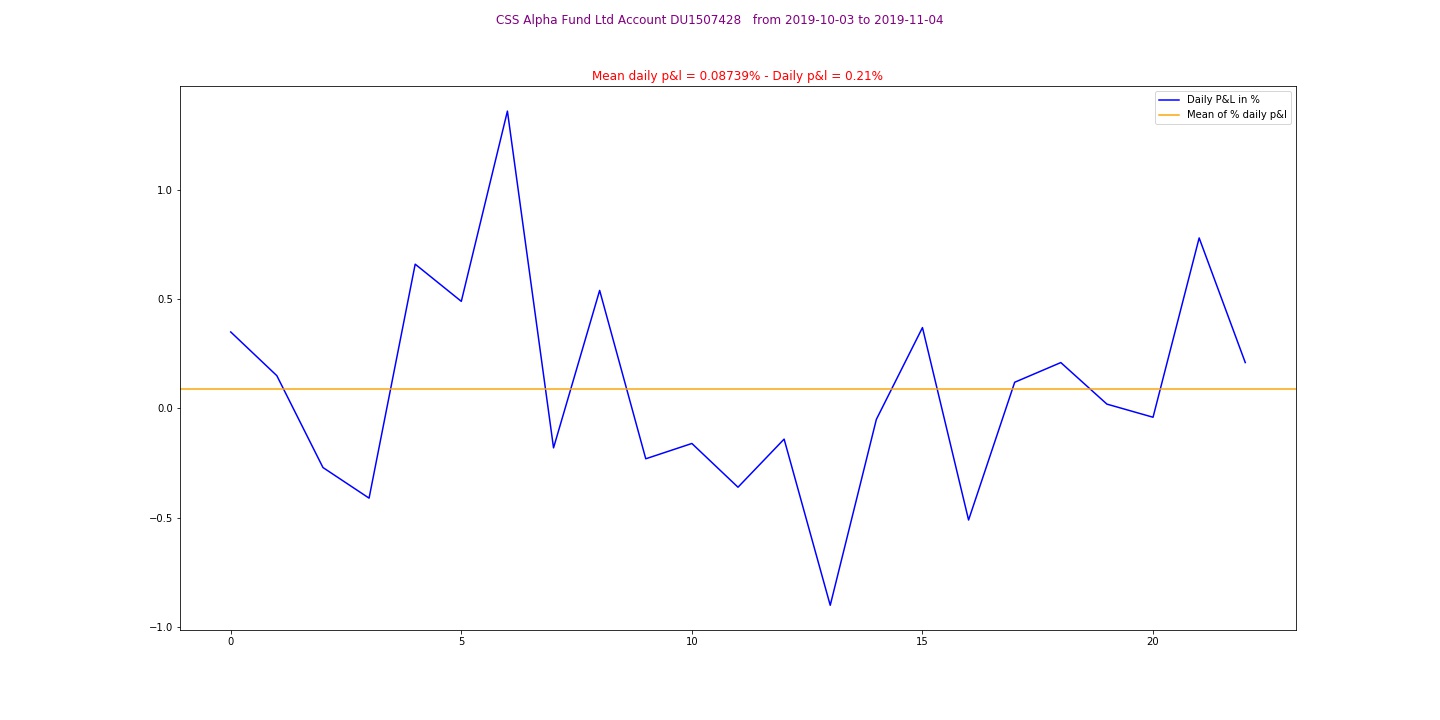 CSS Alpha Fund Ltd Account DU1507428   from 2019-10-03 to 2019-11-04
Mean daily p&l = 0.08739% - Daily p&l = 0.21%
Daily P&L in %
Mean of % daily p&l
1.0
0.5
0.0
−0.5
−1.0
0 5 10 15 20